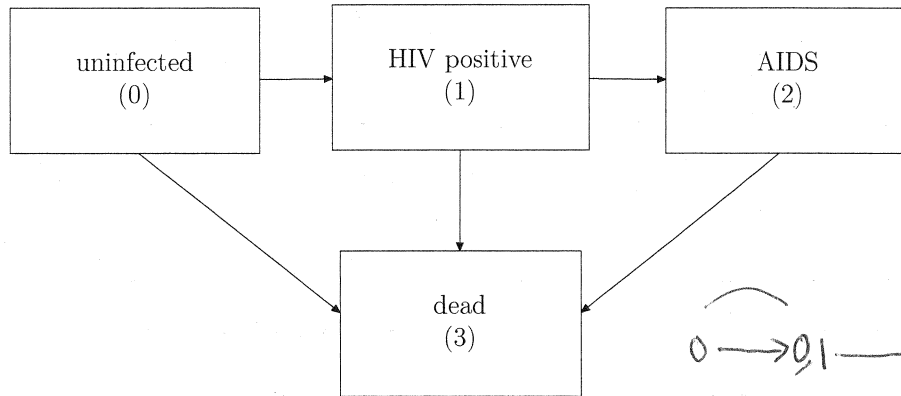 uninfected
(0)
HIV positive
(1)
AIDS
(2)
dead
(3)
0 → 0,1